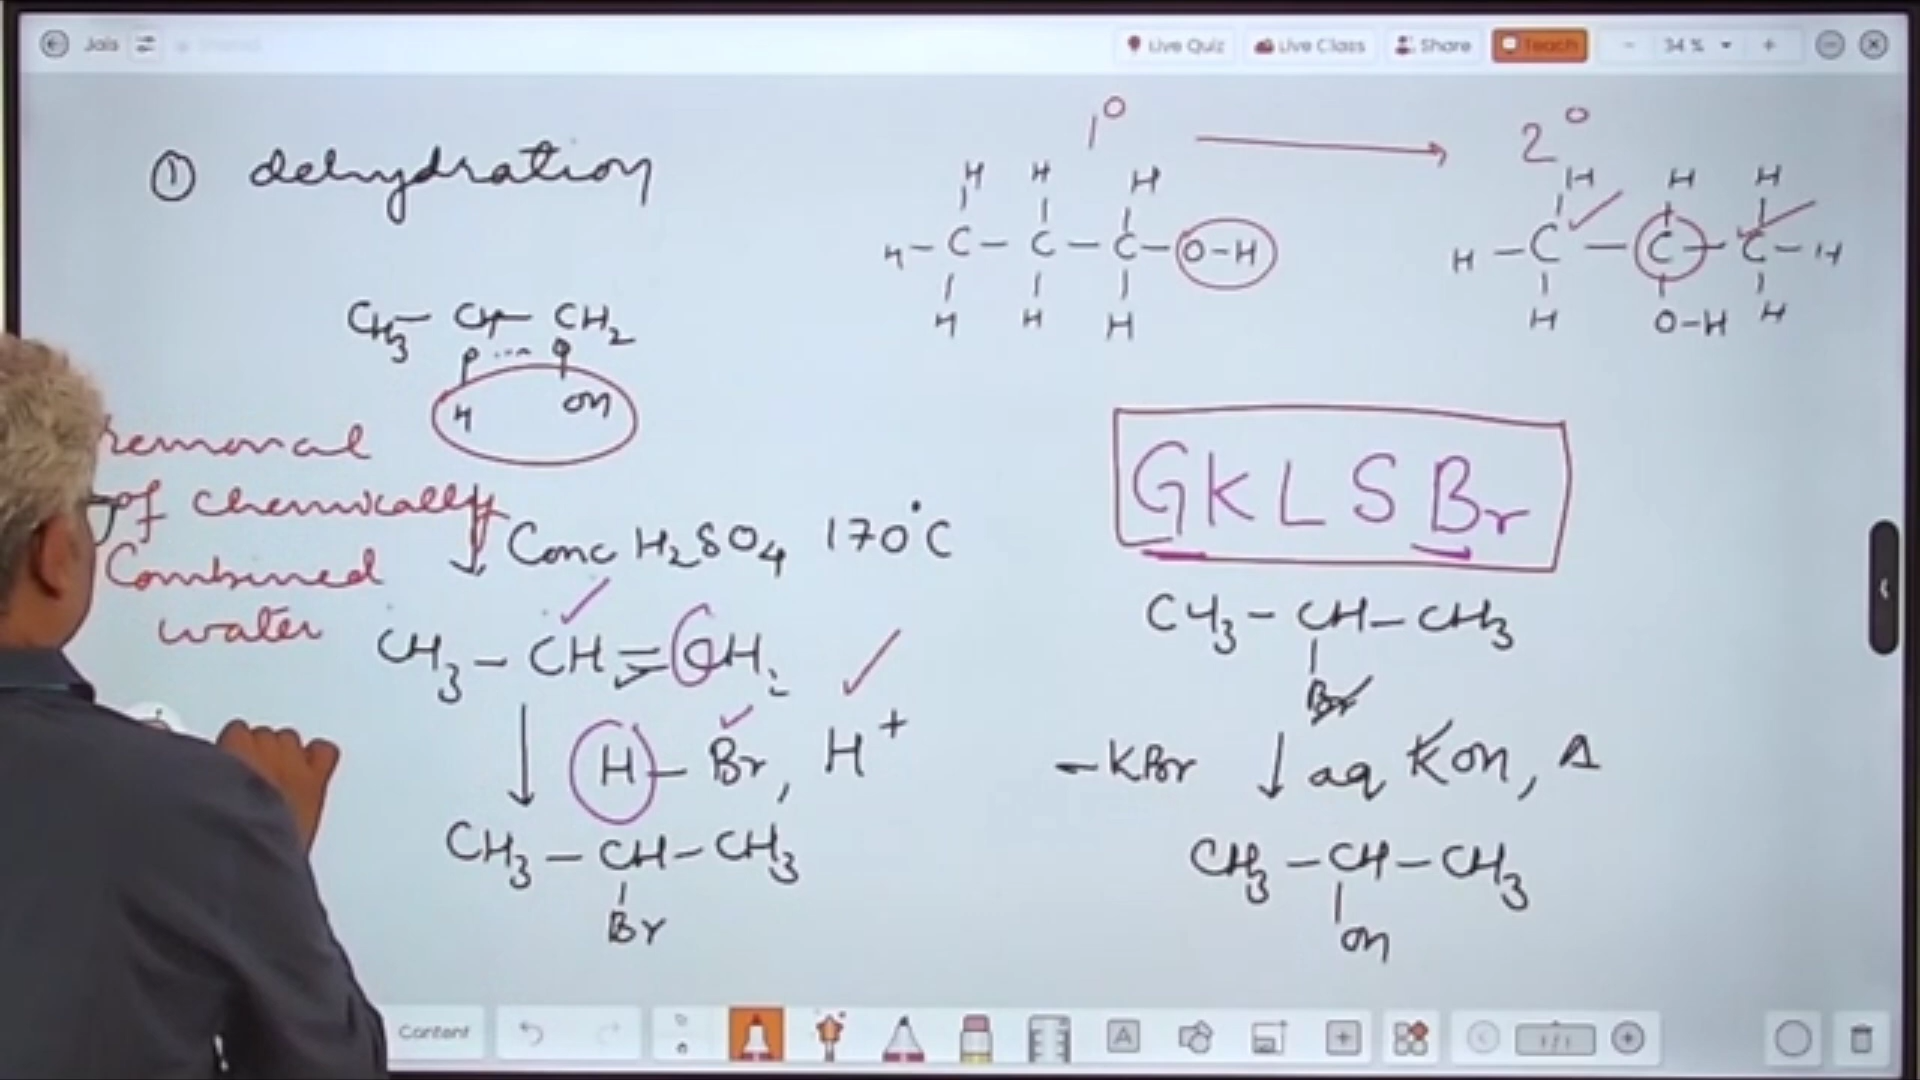 Jais
Live Quiz Live Class Share Teach 34 %
① dehydration
1° → 2°
H H H
H - C - C - C - O-H
H H H
H H H
H - C - C - C - H
H O-H H
CH3 - CH - CH2
H OH
removal
of chemically
Combined
water
↓ Conc H2SO4 170°C
CH3 - CH = CH2
↓ H - Br, H+
CH3 - CH - CH3
Br
GKLSBr
CH3 - CH - CH3
Br
-KBr ↓ aq KOH, Δ
CH3 - CH - CH3
OH
Content
A
1/1